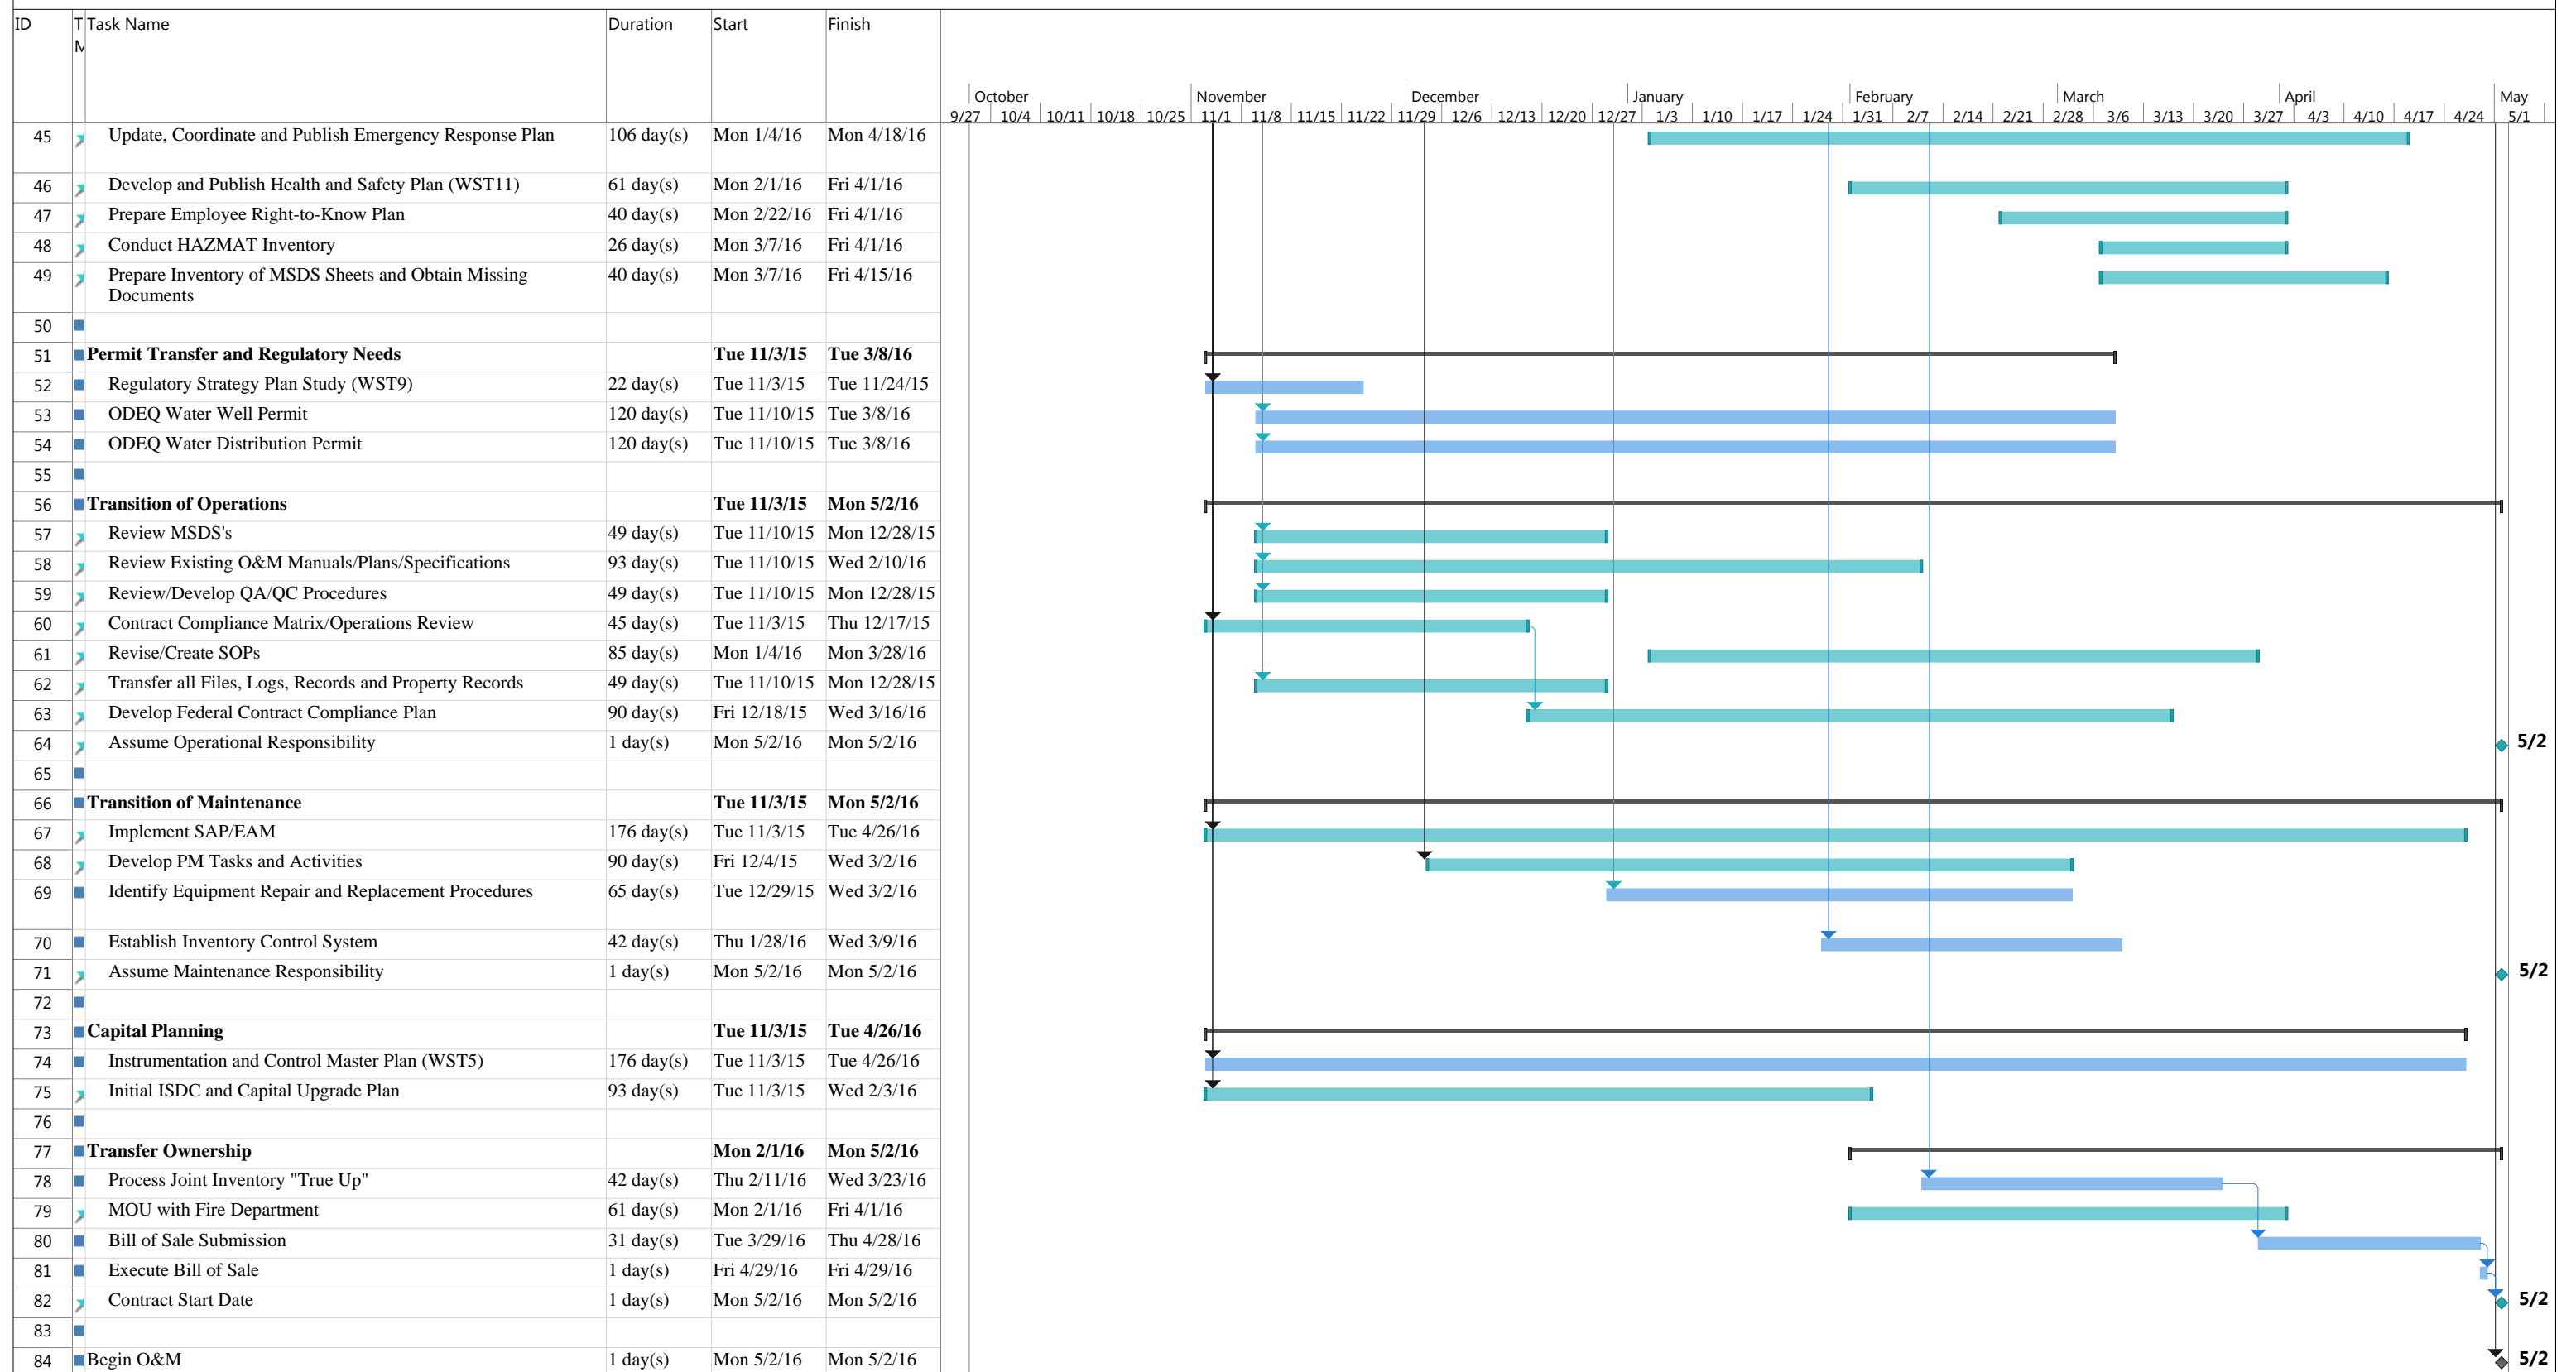 ID T Task Name Duration Start Finish
M
October November December January February March April May
9/27 10/4 10/11 10/18 10/25 11/1 11/8 11/15 11/22 11/29 12/6 12/13 12/20 12/27 1/3 1/10 1/17 1/24 1/31 2/7 2/14 2/21 2/28 3/6 3/13 3/20 3/27 4/3 4/10 4/17 4/24 5/1
45 Update, Coordinate and Publish Emergency Response Plan 106 day(s) Mon 1/4/16 Mon 4/18/16
46 Develop and Publish Health and Safety Plan (WST11) 61 day(s) Mon 2/1/16 Fri 4/1/16
47 Prepare Employee Right-to-Know Plan 40 day(s) Mon 2/22/16 Fri 4/1/16
48 Conduct HAZMAT Inventory 26 day(s) Mon 3/7/16 Fri 4/1/16
49 Prepare Inventory of MSDS Sheets and Obtain Missing 40 day(s) Mon 3/7/16 Fri 4/15/16
Documents
50
51 Permit Transfer and Regulatory Needs Tue 11/3/15 Tue 3/8/16
52 Regulatory Strategy Plan Study (WST9) 22 day(s) Tue 11/3/15 Tue 11/24/15
53 ODEQ Water Well Permit 120 day(s) Tue 11/10/15 Tue 3/8/16
54 ODEQ Water Distribution Permit 120 day(s) Tue 11/10/15 Tue 3/8/16
55
56 Transition of Operations Tue 11/3/15 Mon 5/2/16
57 Review MSDS's 49 day(s) Tue 11/10/15 Mon 12/28/15
58 Review Existing O&M Manuals/Plans/Specifications 93 day(s) Tue 11/10/15 Wed 2/10/16
59 Review/Develop QA/QC Procedures 49 day(s) Tue 11/10/15 Mon 12/28/15
60 Contract Compliance Matrix/Operations Review 45 day(s) Tue 11/3/15 Thu 12/17/15
61 Revise/Create SOPs 85 day(s) Mon 1/4/16 Mon 3/28/16
62 Transfer all Files, Logs, Records and Property Records 49 day(s) Tue 11/10/15 Mon 12/28/15
63 Develop Federal Contract Compliance Plan 90 day(s) Fri 12/18/15 Wed 3/16/16
64 Assume Operational Responsibility 1 day(s) Mon 5/2/16 Mon 5/2/16 5/2
65
66 Transition of Maintenance Tue 11/3/15 Mon 5/2/16
67 Implement SAP/EAM 176 day(s) Tue 11/3/15 Tue 4/26/16
68 Develop PM Tasks and Activities 90 day(s) Fri 12/4/15 Wed 3/2/16
69 Identify Equipment Repair and Replacement Procedures 65 day(s) Tue 12/29/15 Wed 3/2/16
70 Establish Inventory Control System 42 day(s) Thu 1/28/16 Wed 3/9/16
71 Assume Maintenance Responsibility 1 day(s) Mon 5/2/16 Mon 5/2/16 5/2
72
73 Capital Planning Tue 11/3/15 Tue 4/26/16
74 Instrumentation and Control Master Plan (WST5) 176 day(s) Tue 11/3/15 Tue 4/26/16
75 Initial ISDC and Capital Upgrade Plan 93 day(s) Tue 11/3/15 Wed 2/3/16
76
77 Transfer Ownership Mon 2/1/16 Mon 5/2/16
78 Process Joint Inventory "True Up" 42 day(s) Thu 2/11/16 Wed 3/23/16
79 MOU with Fire Department 61 day(s) Mon 2/1/16 Fri 4/1/16
80 Bill of Sale Submission 31 day(s) Tue 3/29/16 Thu 4/28/16
81 Execute Bill of Sale 1 day(s) Fri 4/29/16 Fri 4/29/16
82 Contract Start Date 1 day(s) Mon 5/2/16 Mon 5/2/16 5/2
83
84 Begin O&M 1 day(s) Mon 5/2/16 Mon 5/2/16 5/2